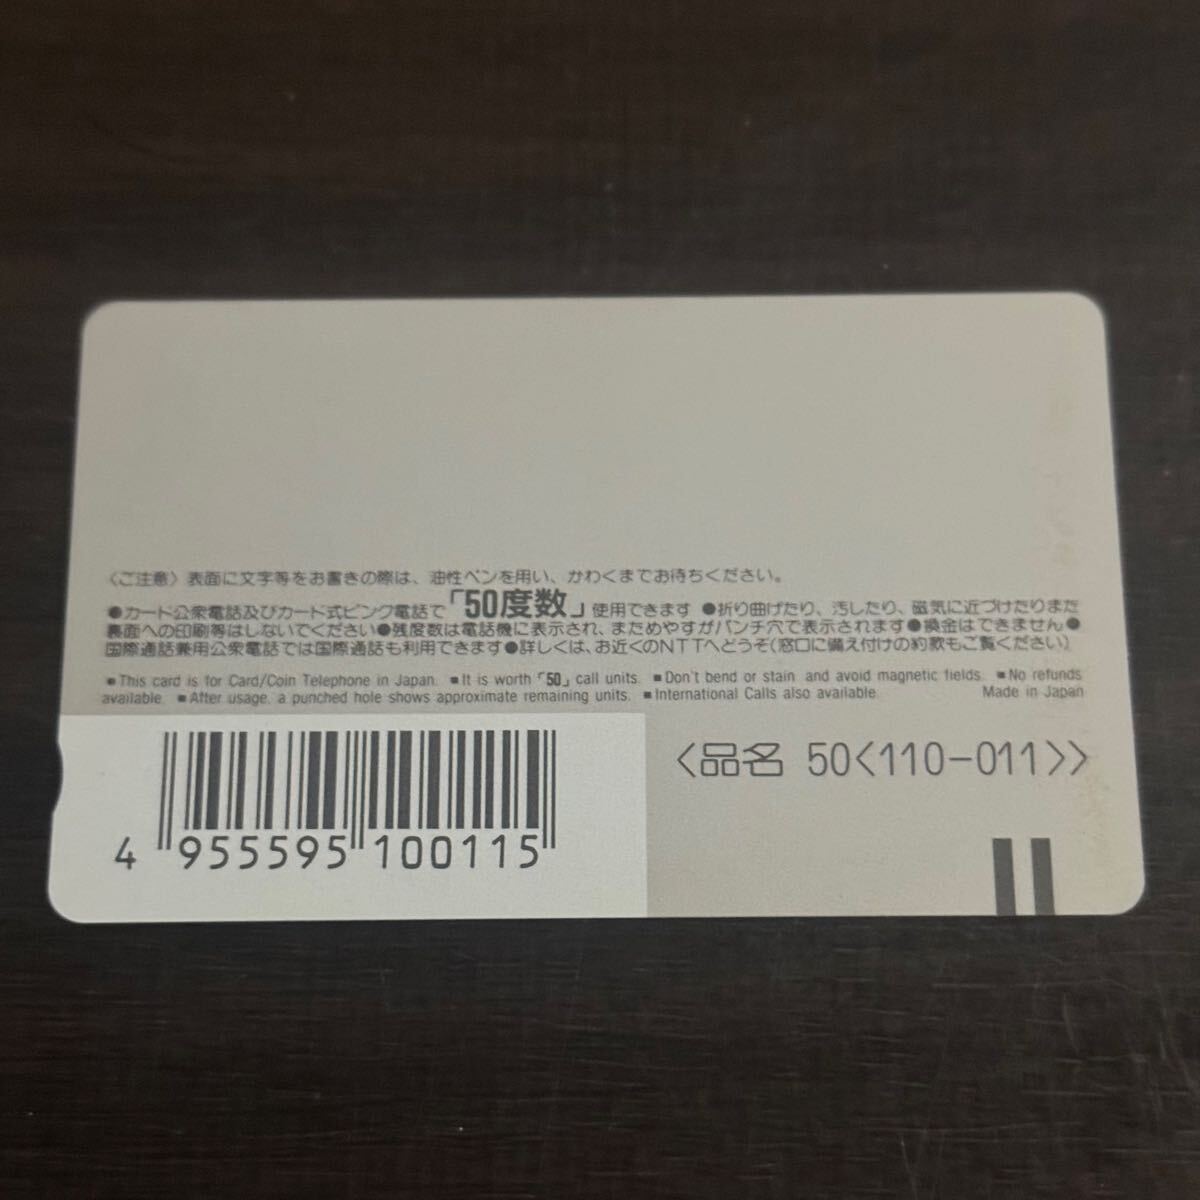 〈ご注意〉表面に文字等をお書きの際は、油性ペンを用い、かわくまでお待ちください。
●カード公衆電話及びカード式ピンク電話で「50度数」使用できます ●折り曲げたり、汚したり、磁気に近づけたりまた
裏面への印刷等はしないでください●残度数は電話機に表示され、まためやすがパンチ穴で表示されます●換金はできません●
国際通話兼用公衆電話では国際通話も利用できます●詳しくは、お近くのNTTへどうぞ(窓口に備え付けの約款もご覧ください)
■This card is for Card/Coin Telephone in Japan. ■It is worth「50」call units. ■Don't bend or stain and avoid magnetic fields. ■No refunds
available. ■After usage, a punched hole shows approximate remaining units. ■International Calls also available. Made in Japan
〈品名 50〈110-011〉〉
4 955595 100115